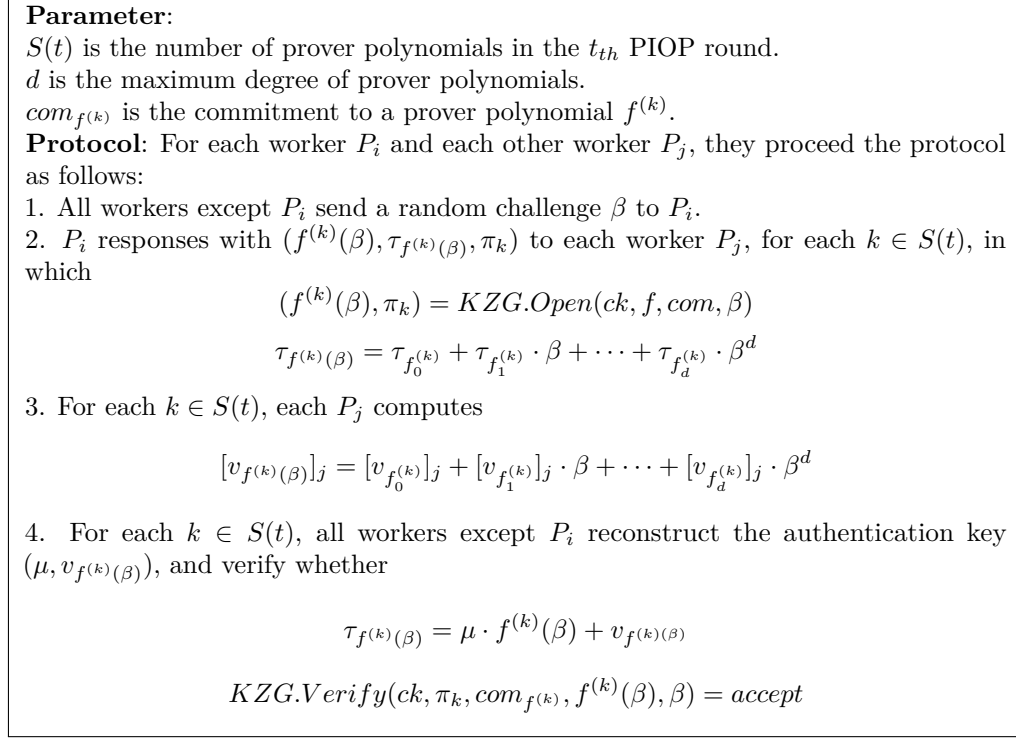 Parameter:
S(t) is the number of prover polynomials in the t_{th} PIOP round.
d is the maximum degree of prover polynomials.
com_{f^{(k)}} is the commitment to a prover polynomial f^{(k)}.
Protocol: For each worker P_i and each other worker P_j, they proceed the protocol
as follows:
1. All workers except P_i send a random challenge β to P_i.
2. P_i responses with (f^{(k)}(β), τ_{f^{(k)}(β)}, π_k) to each worker P_j, for each k ∈ S(t), in
which
(f^{(k)}(β), π_k) = KZG.Open(ck, f, com, β)
τ_{f^{(k)}(β)} = τ_{f_0^{(k)}} + τ_{f_1^{(k)}} · β + ··· + τ_{f_d^{(k)}} · β^d
3. For each k ∈ S(t), each P_j computes
[v_{f^{(k)}(β)}]_j = [v_{f_0^{(k)}}]_j + [v_{f_1^{(k)}}]_j · β + ··· + [v_{f_d^{(k)}}]_j · β^d
4. For each k ∈ S(t), all workers except P_i reconstruct the authentication key
(μ, v_{f^{(k)}(β)}), and verify whether
τ_{f^{(k)}(β)} = μ · f^{(k)}(β) + v_{f^{(k)(β)}}
KZG.Verify(ck, π_k, com_{f^{(k)}}, f^{(k)}(β), β) = accept